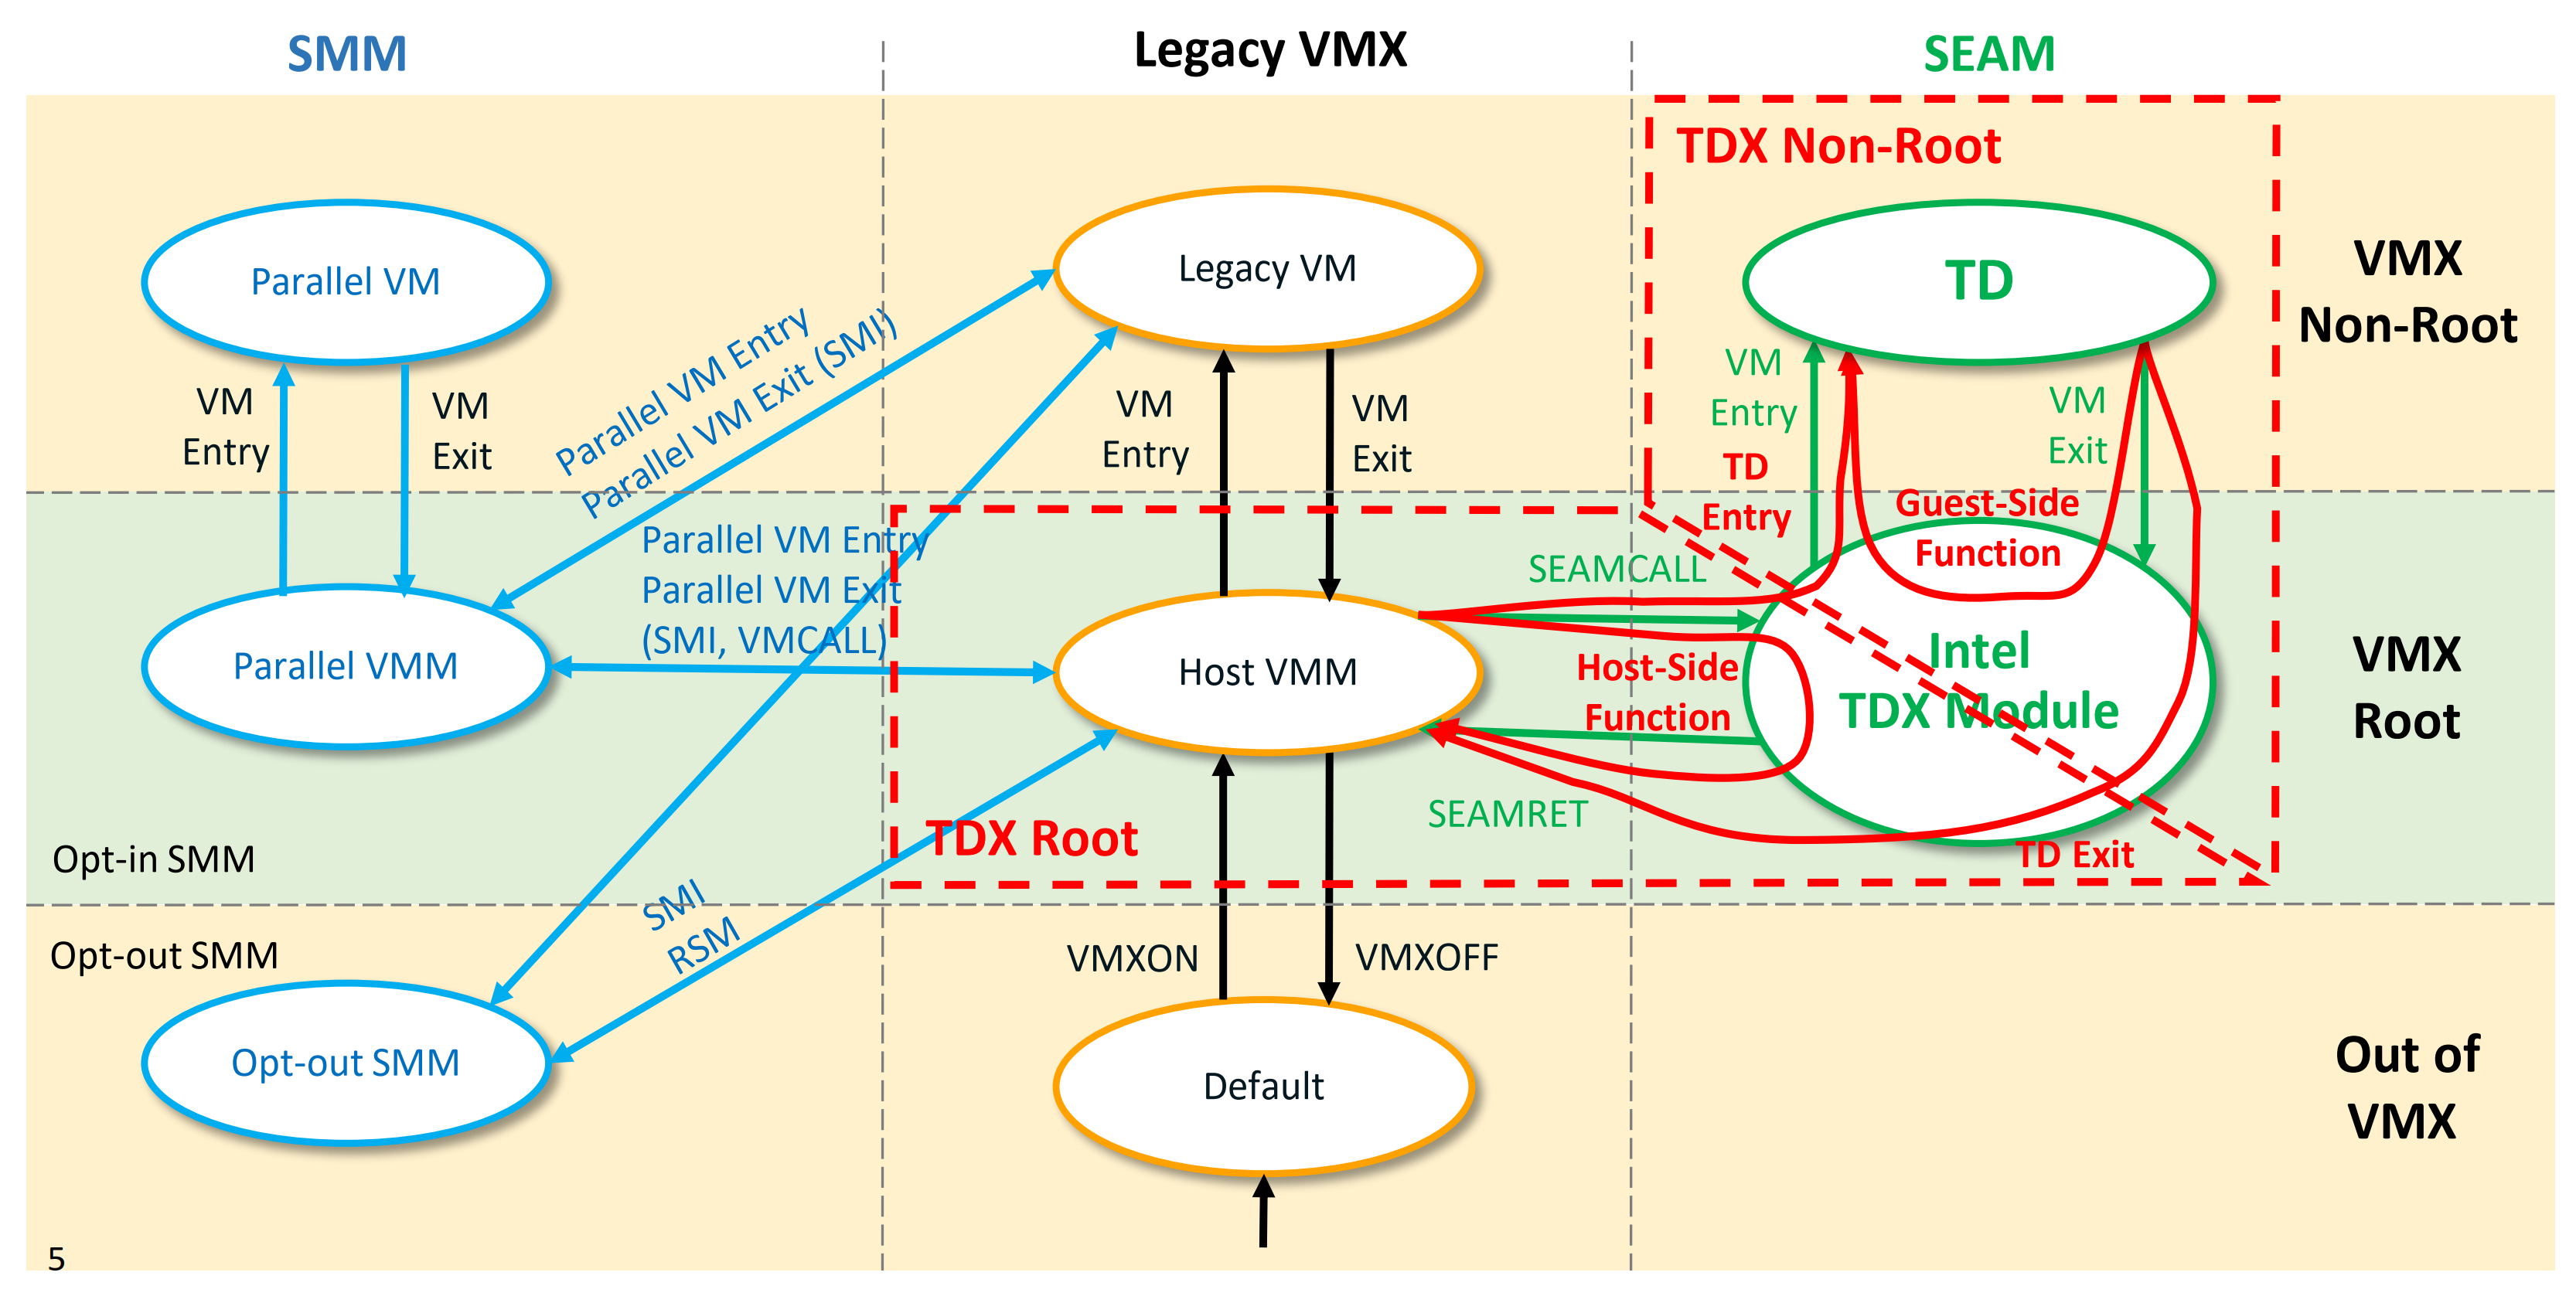 SMM
Legacy VMX
SEAM
TDX Non-Root
Parallel VM
Legacy VM
TD
VMX
Non-Root
VM
Entry
VM
Exit
Parallel VM Entry
Parallel VM Exit (SMI)
VM
Entry
VM
Exit
VM
Entry
TD
Entry
VM
Exit
Guest-Side
Function
Parallel VM Entry
Parallel VM Exit
(SMI, VMCALL)
SEAMCALL
Parallel VMM
Host VMM
Host-Side
Function
Intel
TDX Module
VMX
Root
SEAMRET
TDX Root
TD Exit
Opt-in SMM
SMI
RSM
Opt-out SMM
VMXON
VMXOFF
Opt-out SMM
Default
Out of
VMX
5